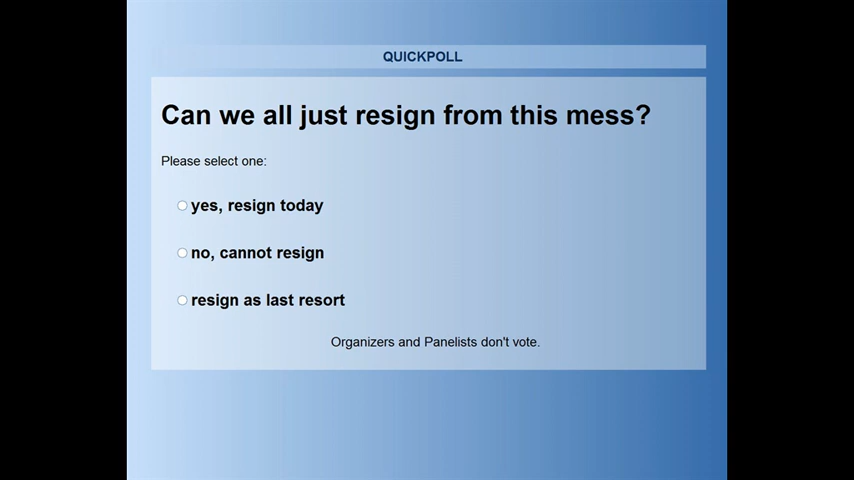 QUICKPOLL
Can we all just resign from this mess?
Please select one:
yes, resign today
no, cannot resign
resign as last resort
Organizers and Panelists don't vote.